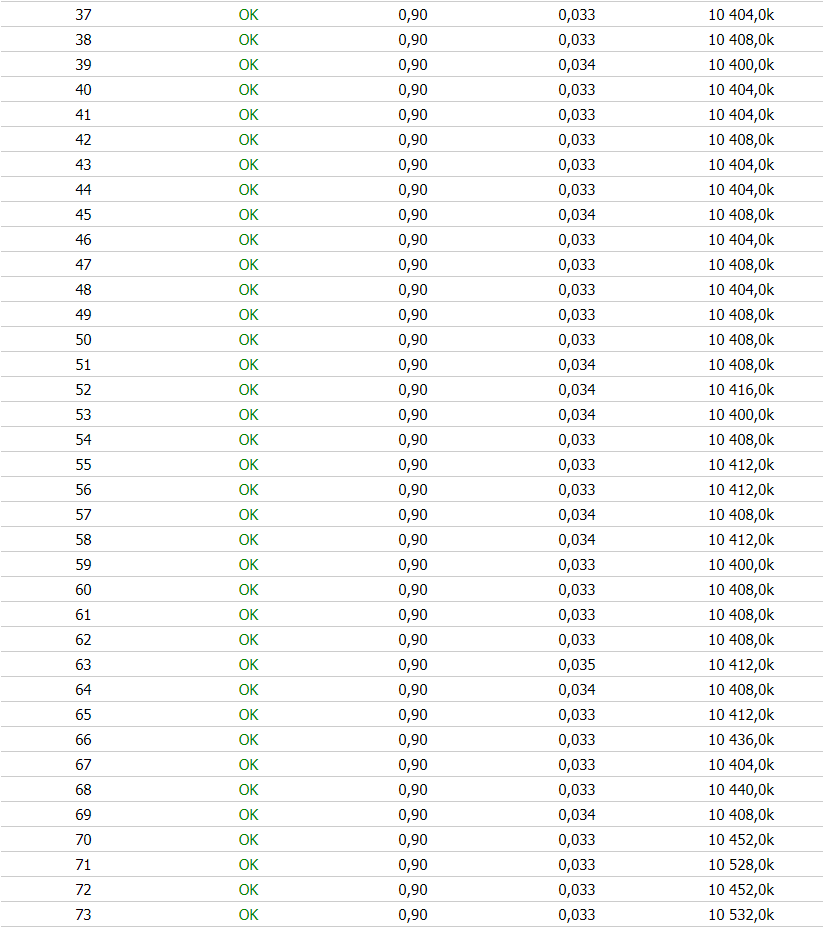 37 OK 0,90 0,033 10 404,0k
38 OK 0,90 0,033 10 408,0k
39 OK 0,90 0,034 10 400,0k
40 OK 0,90 0,033 10 404,0k
41 OK 0,90 0,033 10 404,0k
42 OK 0,90 0,033 10 408,0k
43 OK 0,90 0,033 10 404,0k
44 OK 0,90 0,033 10 404,0k
45 OK 0,90 0,034 10 408,0k
46 OK 0,90 0,033 10 404,0k
47 OK 0,90 0,033 10 408,0k
48 OK 0,90 0,033 10 404,0k
49 OK 0,90 0,033 10 408,0k
50 OK 0,90 0,033 10 408,0k
51 OK 0,90 0,034 10 408,0k
52 OK 0,90 0,034 10 416,0k
53 OK 0,90 0,034 10 400,0k
54 OK 0,90 0,033 10 408,0k
55 OK 0,90 0,033 10 412,0k
56 OK 0,90 0,033 10 412,0k
57 OK 0,90 0,034 10 408,0k
58 OK 0,90 0,034 10 412,0k
59 OK 0,90 0,033 10 400,0k
60 OK 0,90 0,033 10 408,0k
61 OK 0,90 0,033 10 408,0k
62 OK 0,90 0,033 10 408,0k
63 OK 0,90 0,035 10 412,0k
64 OK 0,90 0,034 10 408,0k
65 OK 0,90 0,033 10 412,0k
66 OK 0,90 0,033 10 436,0k
67 OK 0,90 0,033 10 404,0k
68 OK 0,90 0,033 10 440,0k
69 OK 0,90 0,034 10 408,0k
70 OK 0,90 0,033 10 452,0k
71 OK 0,90 0,033 10 528,0k
72 OK 0,90 0,033 10 452,0k
73 OK 0,90 0,033 10 532,0k